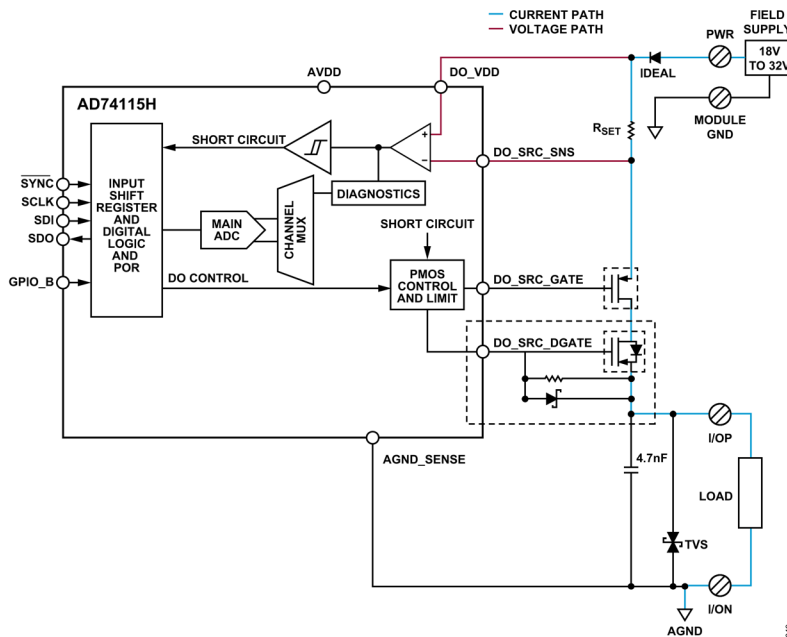 CURRENT PATH
VOLTAGE PATH
FIELD
SUPPLY
PWR
18V
TO 32V
IDEAL
AVDD
DO_VDD
AD74115H
MODULE
GND
SHORT CIRCUIT
+
−
RSET
DO_SRC_SNS
SYNC
SCLK
SDI
SDO
GPIO_B
INPUT
SHIFT
REGISTER
AND
DIGITAL
LOGIC
AND
POR
DIAGNOSTICS
MAIN
ADC
CHANNEL
MUX
SHORT CIRCUIT
DO CONTROL
PMOS
CONTROL
AND LIMIT
DO_SRC_GATE
DO_SRC_DGATE
I/OP
AGND_SENSE
4.7nF
LOAD
TVS
I/ON
AGND